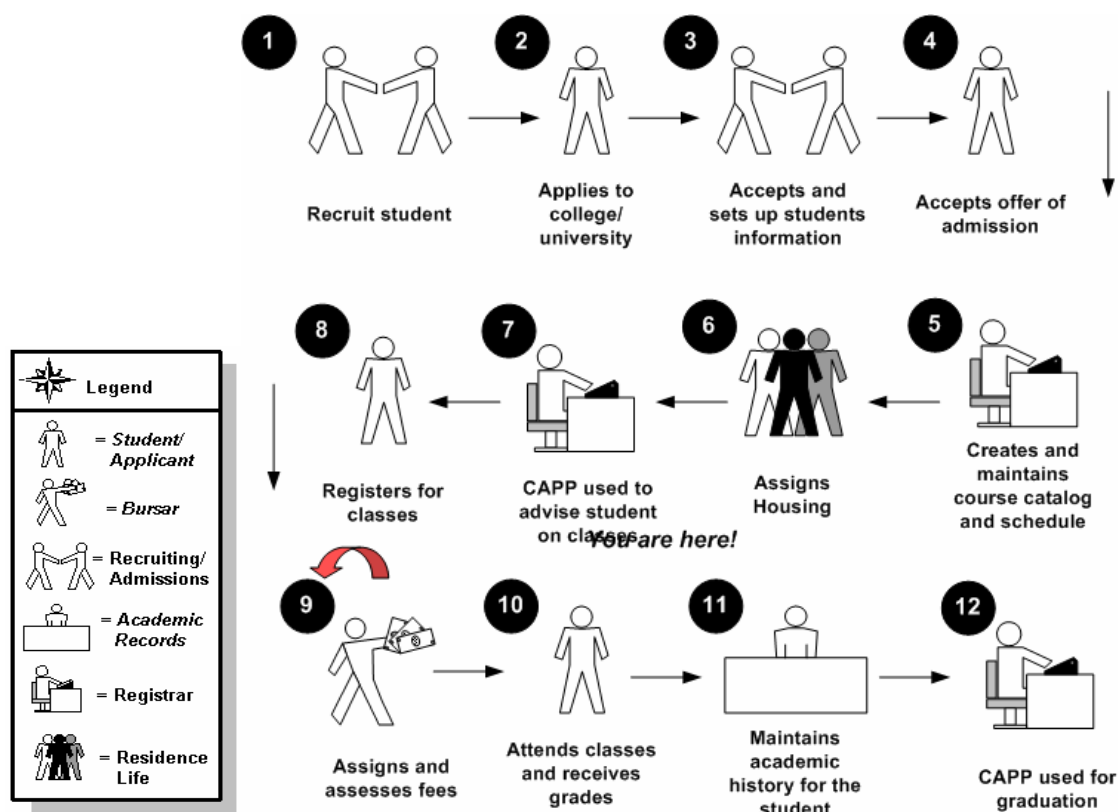 1
2
3
4
Recruit student
Applies to
college/
university
Accepts and
sets up students
information
Accepts offer of
admission
8
7
6
5
Registers for
classes
CAPP used to
advise student
on classes
Assigns
Housing
Creates and
maintains
course catalog
and schedule
You are here!
9
10
11
12
Assigns and
assesses fees
Attends classes
and receives
grades
Maintains
academic
history for the
student
CAPP used for
graduation
Legend
= Student/
Applicant
= Bursar
= Recruiting/
Admissions
= Academic
Records
= Registrar
= Residence
Life